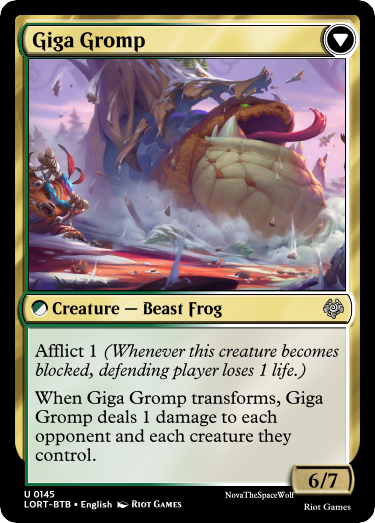 Giga Gromp
Creature — Beast Frog
Afflict 1 (Whenever this creature becomes
blocked, defending player loses 1 life.)
When Giga Gromp transforms, Giga
Gromp deals 1 damage to each
opponent and each creature they
control.
6/7
U 0145
LORT-BTB • English Riot Games
NovaTheSpaceWolf
Riot Games